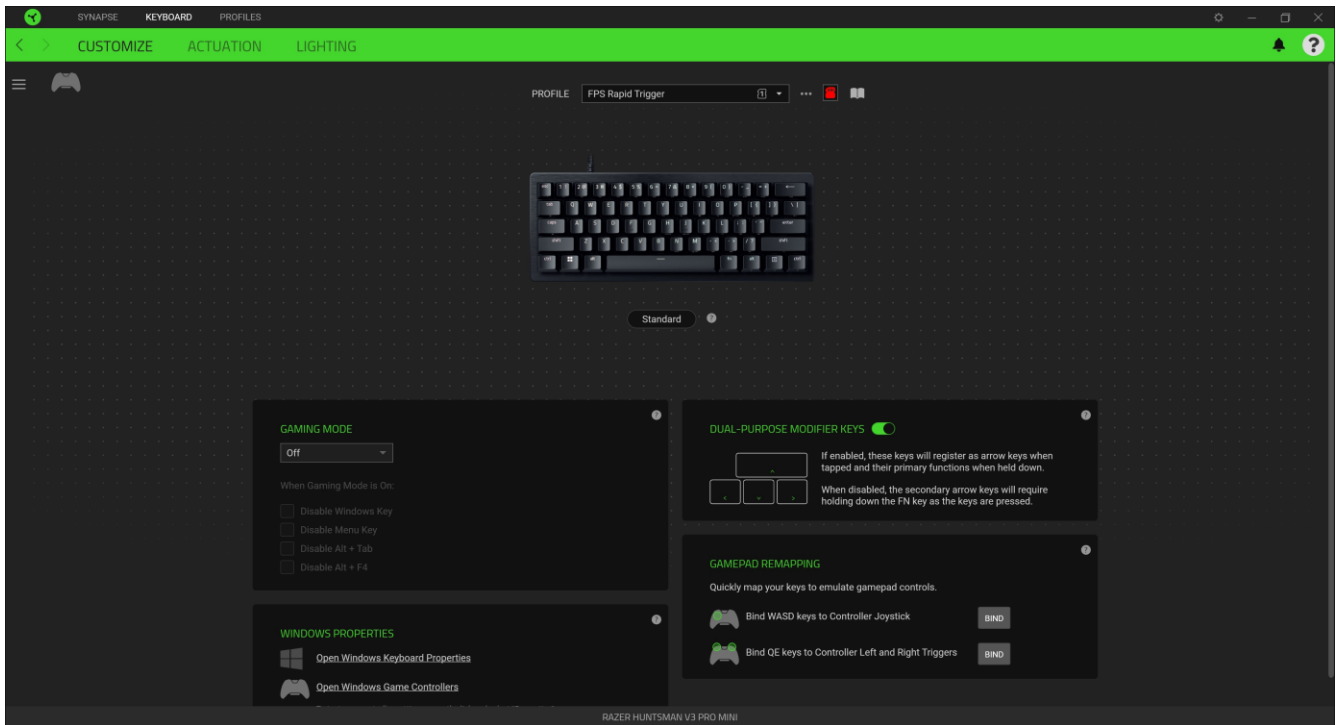 SYNAPSE KEYBOARD PROFILES
CUSTOMIZE ACTUATION LIGHTING
PROFILE FPS Rapid Trigger 1
Standard
GAMING MODE
Off
When Gaming Mode is On:
Disable Windows Key
Disable Menu Key
Disable Alt + Tab
Disable Alt + F4
WINDOWS PROPERTIES
Open Windows Keyboard Properties
Open Windows Game Controllers
DUAL-PURPOSE MODIFIER KEYS
If enabled, these keys will register as arrow keys when
tapped and their primary functions when held down.
When disabled, the secondary arrow keys will require
holding down the FN key as the keys are pressed.
GAMEPAD REMAPPING
Quickly map your keys to emulate gamepad controls.
Bind WASD keys to Controller Joystick BIND
Bind QE keys to Controller Left and Right Triggers BIND
RAZER HUNTSMAN V3 PRO MINI